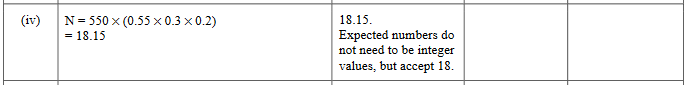 (iv) N = 550 × (0.55 × 0.3 × 0.2) 18.15.
= 18.15 Expected numbers do
not need to be integer
values, but accept 18.